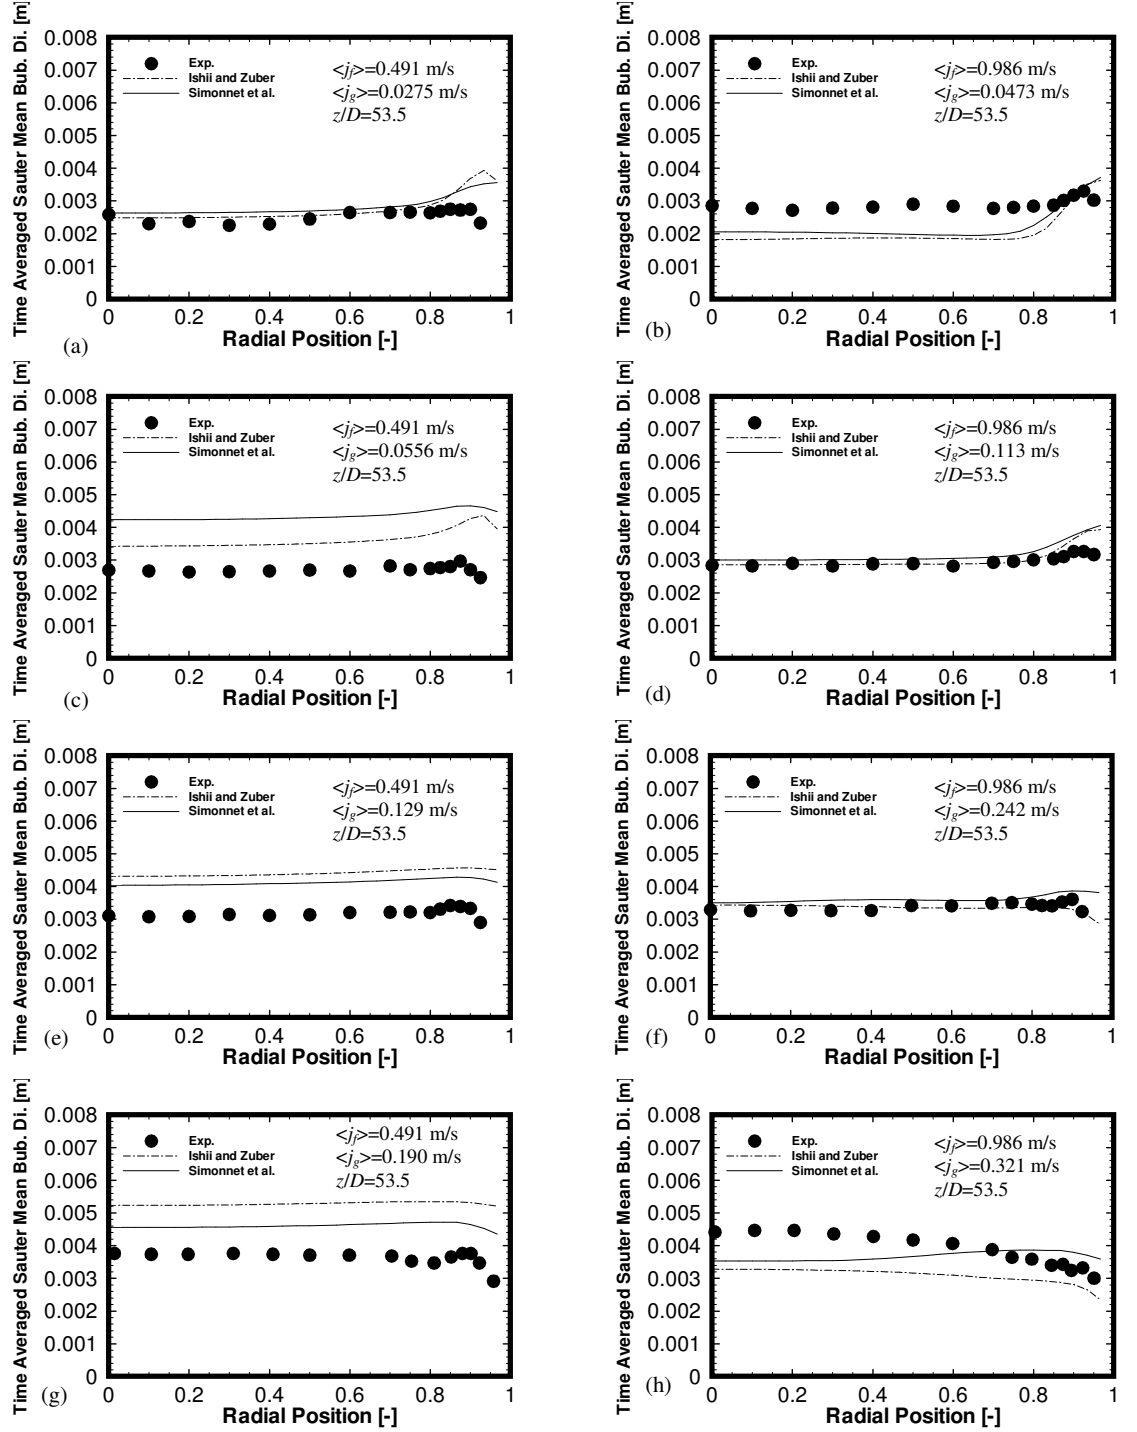 Time Averaged Sauter Mean Bub. Di. [m]
0.008
0.007
0.006
0.005
0.004
0.003
0.002
0.001
0
Exp.
Ishii and Zuber
Simonnet et al.
<j_f>=0.491 m/s
<j_g>=0.0275 m/s
z/D=53.5
0 0.2 0.4 0.6 0.8 1
Radial Position [-]
(a)
Time Averaged Sauter Mean Bub. Di. [m]
0.008
0.007
0.006
0.005
0.004
0.003
0.002
0.001
0
Exp.
Ishii and Zuber
Simonnet et al.
<j_f>=0.986 m/s
<j_g>=0.0473 m/s
z/D=53.5
0 0.2 0.4 0.6 0.8 1
Radial Position [-]
(b)
Time Averaged Sauter Mean Bub. Di. [m]
0.008
0.007
0.006
0.005
0.004
0.003
0.002
0.001
0
Exp.
Ishii and Zuber
Simonnet et al.
<j_f>=0.491 m/s
<j_g>=0.0556 m/s
z/D=53.5
0 0.2 0.4 0.6 0.8 1
Radial Position [-]
(c)
Time Averaged Sauter Mean Bub. Di. [m]
0.008
0.007
0.006
0.005
0.004
0.003
0.002
0.001
0
Exp.
Ishii and Zuber
Simonnet et al.
<j_f>=0.986 m/s
<j_g>=0.113 m/s
z/D=53.5
0 0.2 0.4 0.6 0.8 1
Radial Position [-]
(d)
Time Averaged Sauter Mean Bub. Di. [m]
0.008
0.007
0.006
0.005
0.004
0.003
0.002
0.001
0
Exp.
Ishii and Zuber
Simonnet et al.
<j_f>=0.491 m/s
<j_g>=0.129 m/s
z/D=53.5
0 0.2 0.4 0.6 0.8 1
Radial Position [-]
(e)
Time Averaged Sauter Mean Bub. Di. [m]
0.008
0.007
0.006
0.005
0.004
0.003
0.002
0.001
0
Exp.
Ishii and Zuber
Simonnet et al.
<j_f>=0.986 m/s
<j_g>=0.242 m/s
z/D=53.5
0 0.2 0.4 0.6 0.8 1
Radial Position [-]
(f)
Time Averaged Sauter Mean Bub. Di. [m]
0.008
0.007
0.006
0.005
0.004
0.003
0.002
0.001
0
Exp.
Ishii and Zuber
Simonnet et al.
<j_f>=0.491 m/s
<j_g>=0.190 m/s
z/D=53.5
0 0.2 0.4 0.6 0.8 1
Radial Position [-]
(g)
Time Averaged Sauter Mean Bub. Di. [m]
0.008
0.007
0.006
0.005
0.004
0.003
0.002
0.001
0
Exp.
Ishii and Zuber
Simonnet et al.
<j_f>=0.986 m/s
<j_g>=0.321 m/s
z/D=53.5
0 0.2 0.4 0.6 0.8 1
Radial Position [-]
(h)